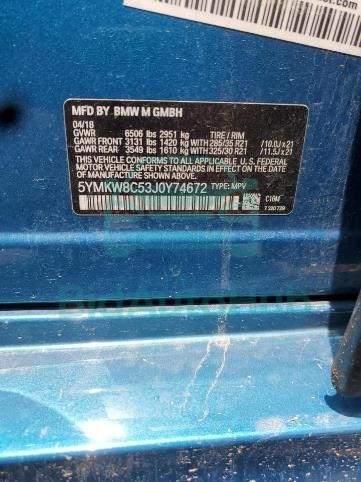 MFD BY BMW M GMBH
04/18
GVWR 6506 lbs 2951 kg TIRE / RIM
GAWR FRONT 3131 lbs 1420 kg WITH 285/35 R21 /10.0J x 21
GAWR REAR 3549 lbs 1610 kg WITH 325/30 R21 /11.5J x 21
THIS VEHICLE CONFORMS TO ALL APPLICABLE U.S. FEDERAL
MOTOR VEHICLE SAFETY STANDARDS IN EFFECT ON THE DATE
OF MANUFACTURE SHOWN ABOVE.
5YMKW8C53J0Y74672 TYPE: MPV
C16M